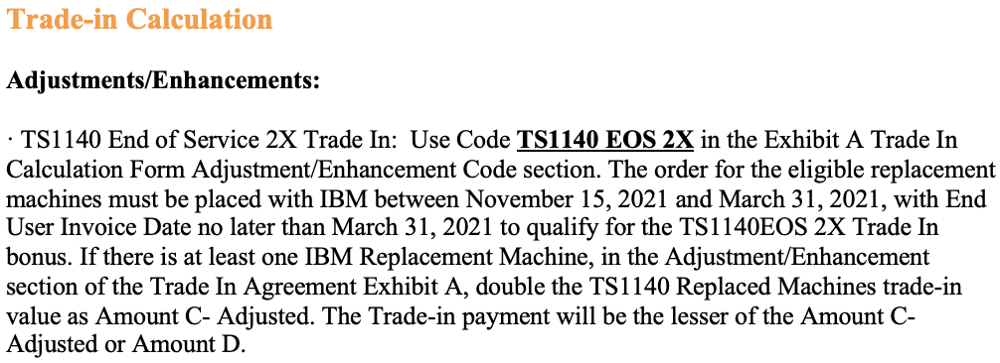 Trade-in Calculation
Adjustments/Enhancements:
· TS1140 End of Service 2X Trade In:  Use Code TS1140 EOS 2X in the Exhibit A Trade In
Calculation Form Adjustment/Enhancement Code section. The order for the eligible replacement
machines must be placed with IBM between November 15, 2021 and March 31, 2021, with End
User Invoice Date no later than March 31, 2021 to qualify for the TS1140EOS 2X Trade In
bonus. If there is at least one IBM Replacement Machine, in the Adjustment/Enhancement
section of the Trade In Agreement Exhibit A, double the TS1140 Replaced Machines trade-in
value as Amount C- Adjusted. The Trade-in payment will be the lesser of the Amount C-
Adjusted or Amount D.